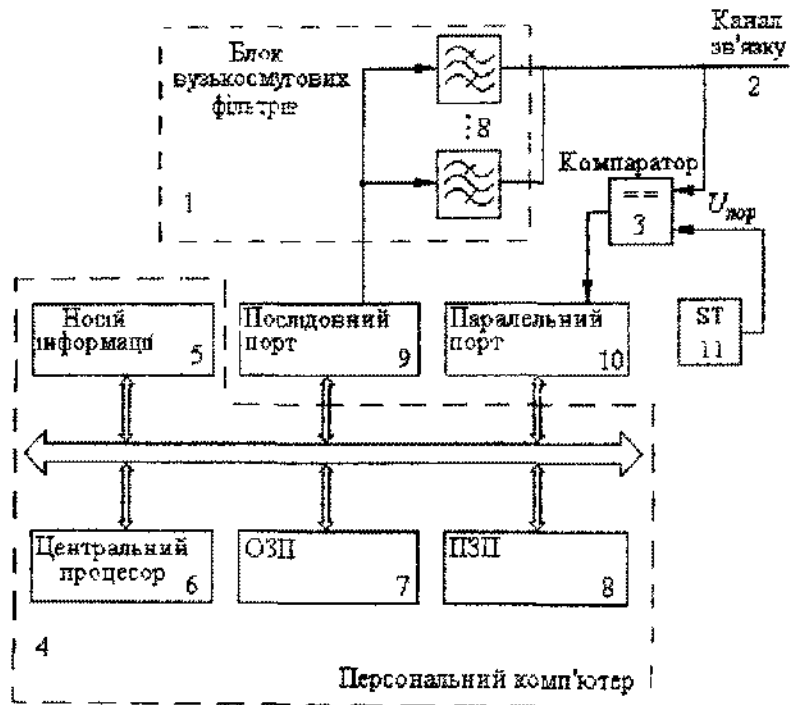 Блок
вузькосмугових
фільтрів
⋮8
1
Канал
зв'язку
2
Компаратор
==
3
Uпор
ST
11
Носій
інформації
5
Послідовний
порт
9
Паралельний
порт
10
Центральний
процесор
6
ОЗП
7
ПЗП
8
4
Персональний комп'ютер